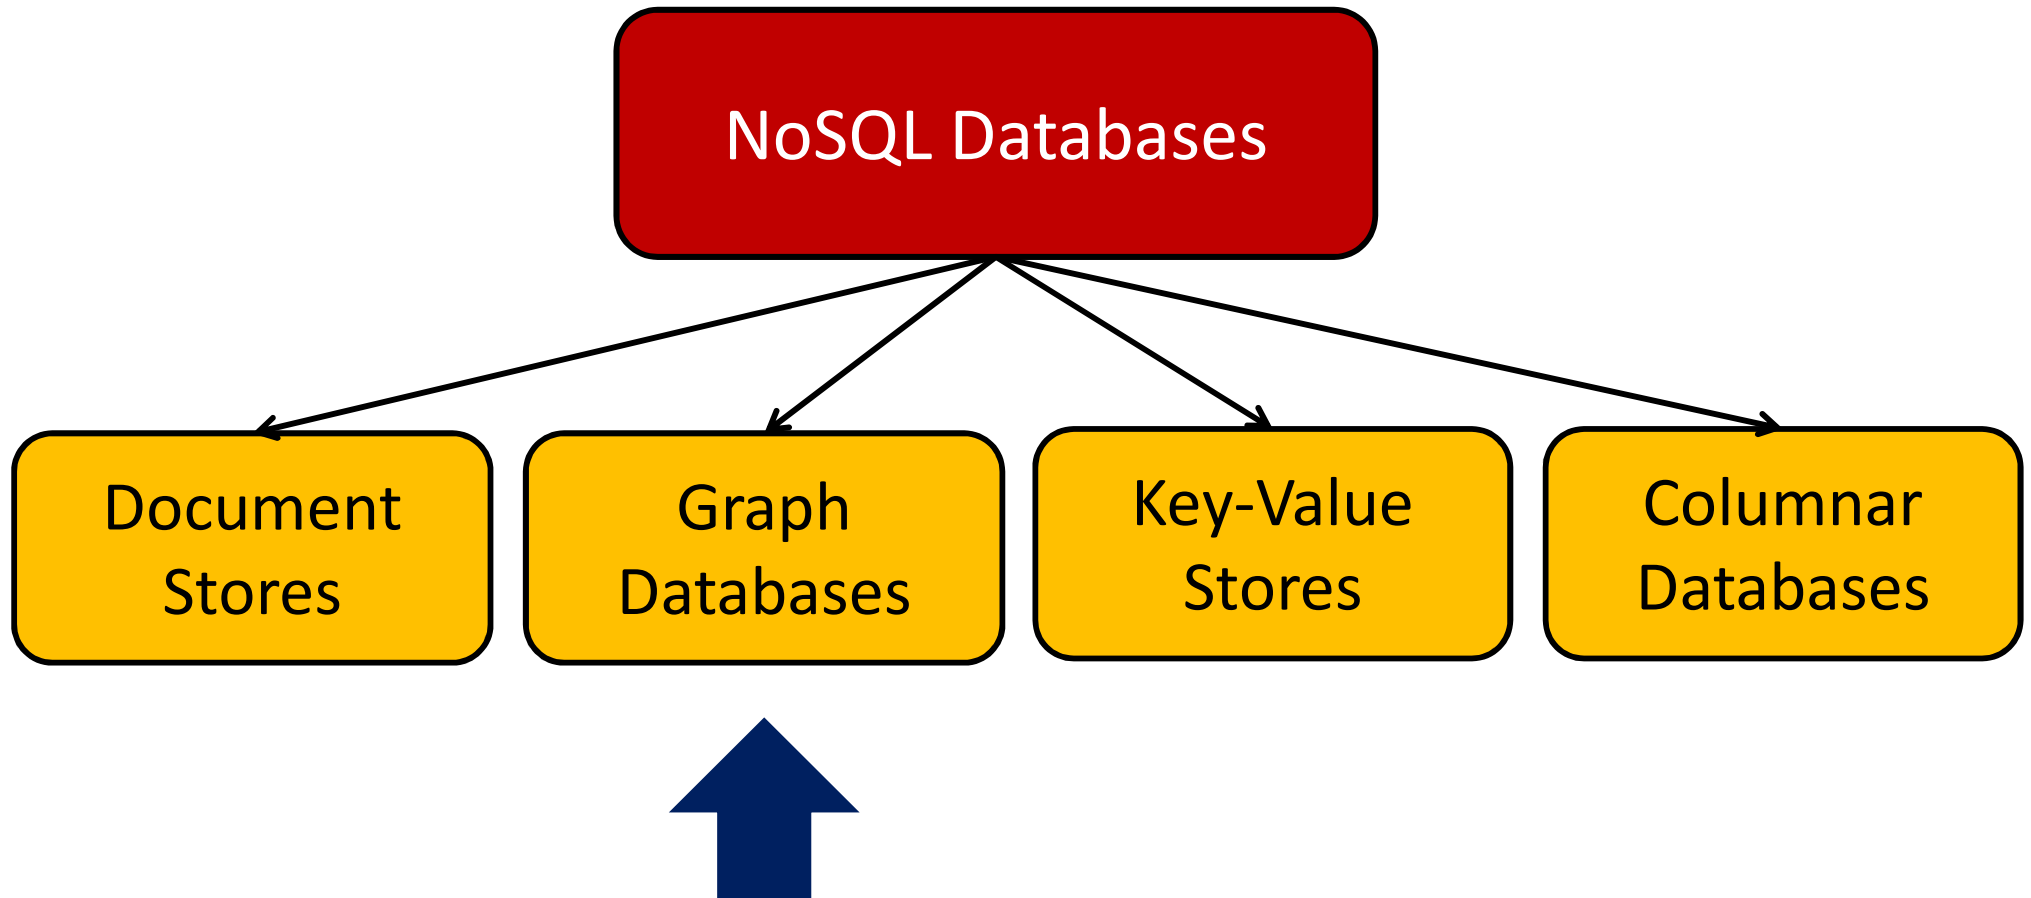 NoSQL Databases
Document
Stores
Graph
Databases
Key-Value
Stores
Columnar
Databases